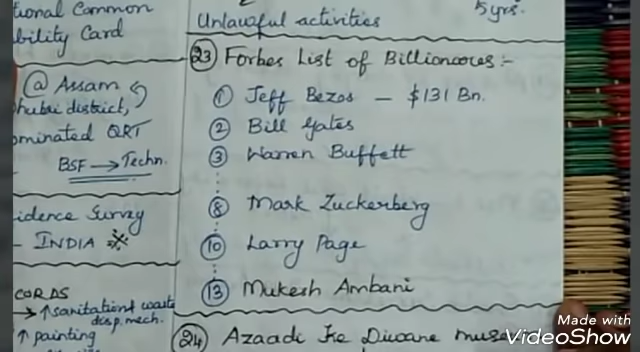 tional Common
bility Card
@ Assam
hubri district,
ominated QRT
BSF → Techn.
idence Survey
- INDIA
CORDS
→ ↑ sanitation & waste
disp. mech.
↑ painting
Unlawful activities
5 yrs.
23 Forbes List of Billionaires :-
1 Jeff Bezos - $131 Bn.
2 Bill Gates
3 Warren Buffett
8 Mark Zuckerberg
10 Larry Page
13 Mukesh Ambani
24 Azaadi Ke Diwane muse
Made with
VideoShow